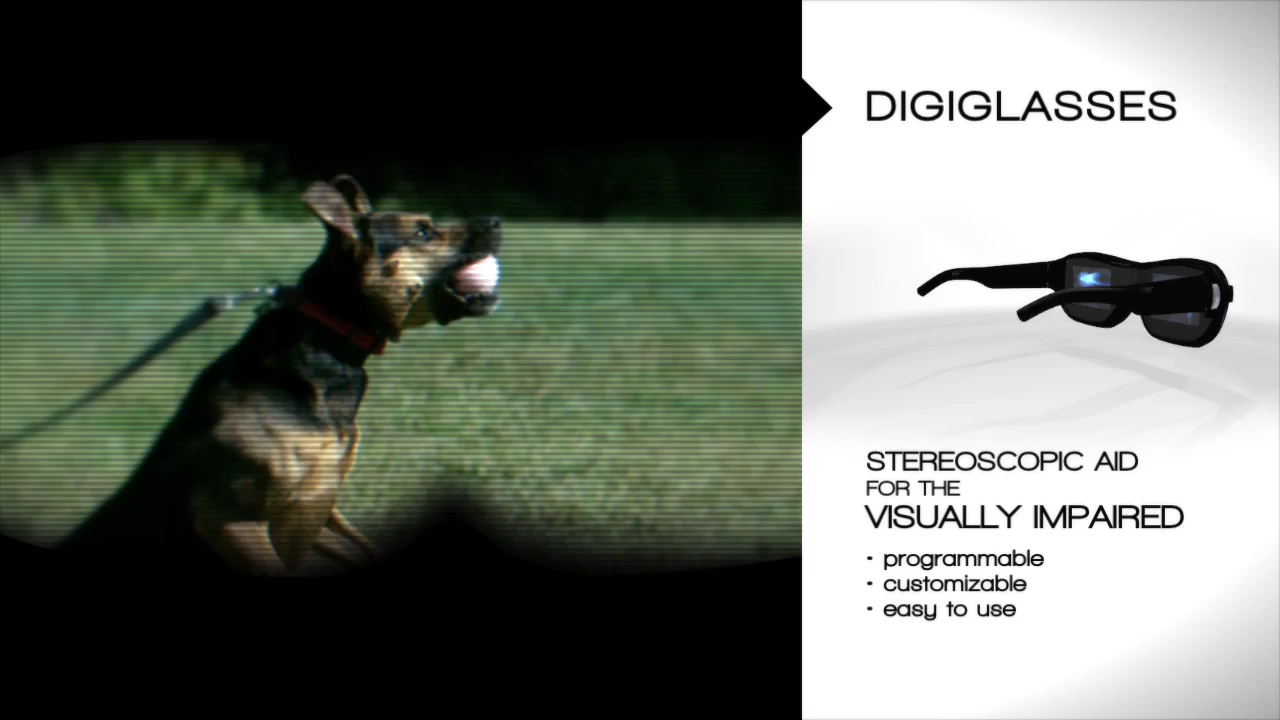 DIGIGLASSES
STEREOSCOPIC AID
FOR THE
VISUALLY IMPAIRED
• programmable
• customizable
• easy to use